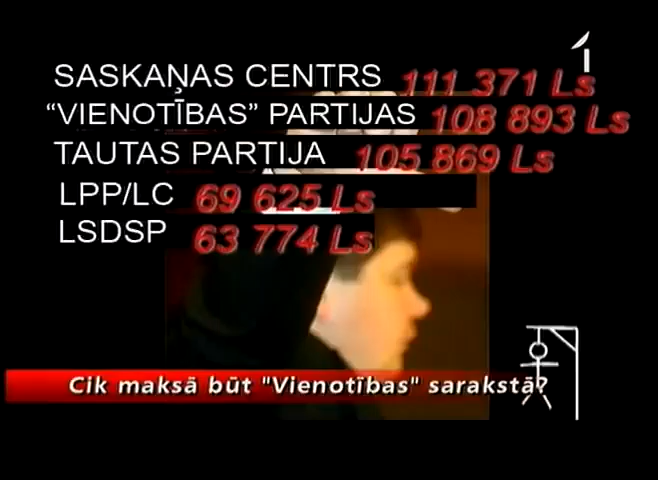 SASKAŅAS CENTRS 111 371 Ls
“VIENOTĪBAS” PARTIJAS 108 893 Ls
TAUTAS PARTIJA 105 869 Ls
LPP/LC 69 625 Ls
LSDSP 63 774 Ls
Cik maksā būt "Vienotības" sarakstā?